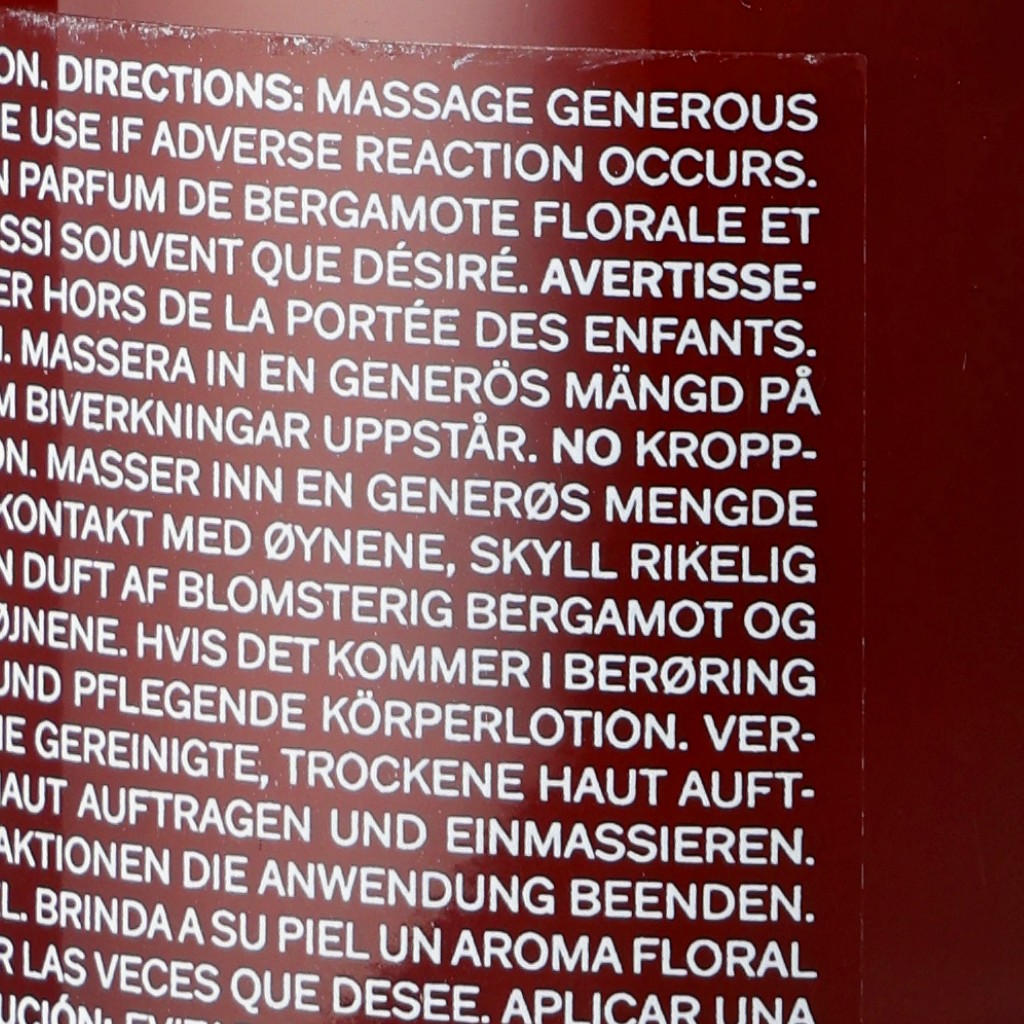 ON. DIRECTIONS: MASSAGE GENEROUS
E USE IF ADVERSE REACTION OCCURS.
N PARFUM DE BERGAMOTE FLORALE ET
SSI SOUVENT QUE DÉSIRÉ. AVERTISSE-
ER HORS DE LA PORTÉE DES ENFANTS.
N. MASSERA IN EN GENERÖS MÄNGD PÅ
M BIVERKNINGAR UPPSTÅR. NO KROPP-
ON. MASSER INN EN GENERØS MENGDE
KONTAKT MED ØYNENE, SKYLL RIKELIG
N DUFT AF BLOMSTERIG BERGAMOT OG
ØJNENE. HVIS DET KOMMER I BERØRING
UND PFLEGENDE KÖRPERLOTION. VER-
NE GEREINIGTE, TROCKENE HAUT AUFT-
HAUT AUFTRAGEN UND EINMASSIEREN.
AKTIONEN DIE ANWENDUNG BEENDEN.
L. BRINDA A SU PIEL UN AROMA FLORAL
R LAS VECES QUE DESEE. APLICAR UNA